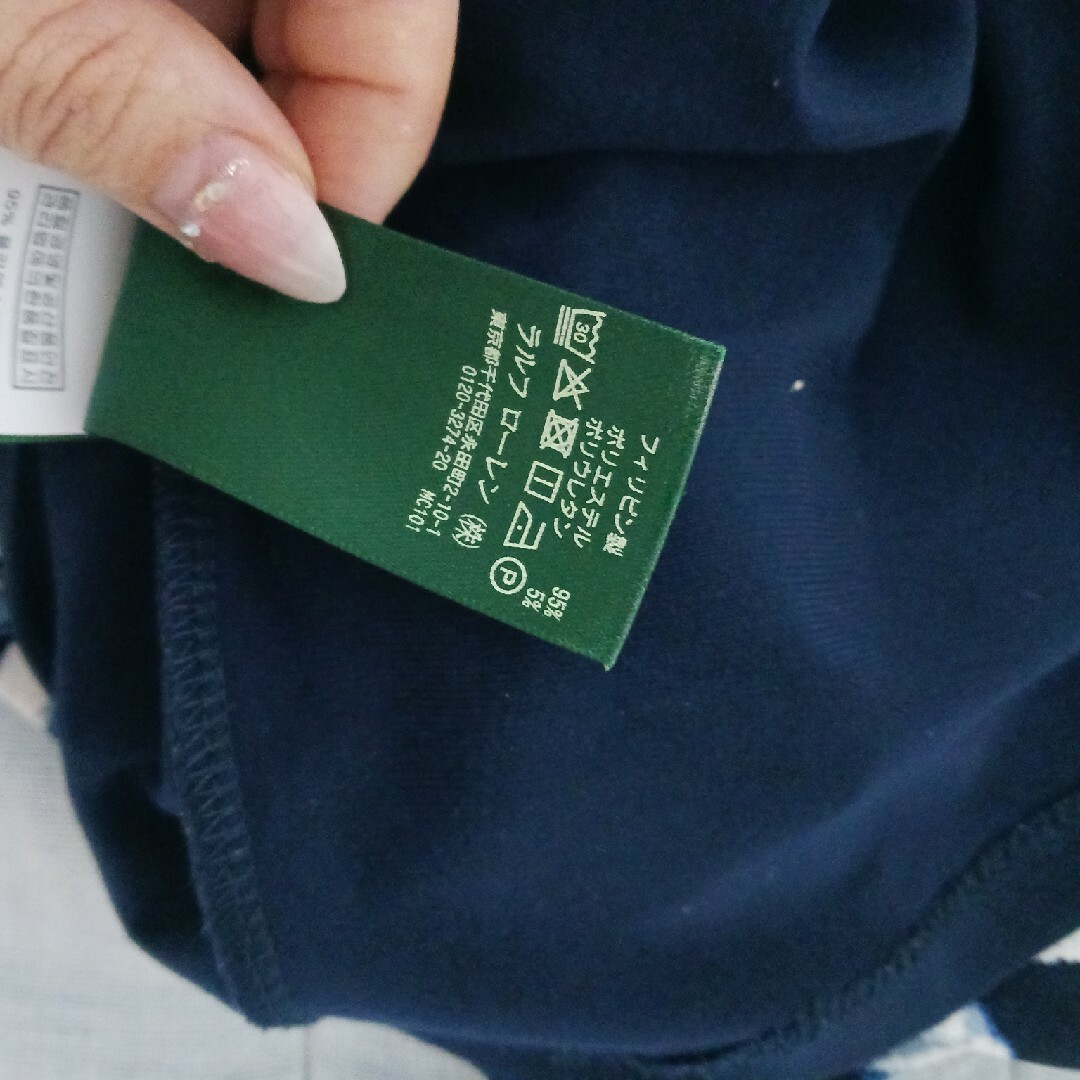 フィリピン製
ポリエステル 95%
ポリウレタン 5%
30
P
ラルフ ローレン (株)
東京都千代田区永田町2-10-1
0120-3274-20 MC101
95%